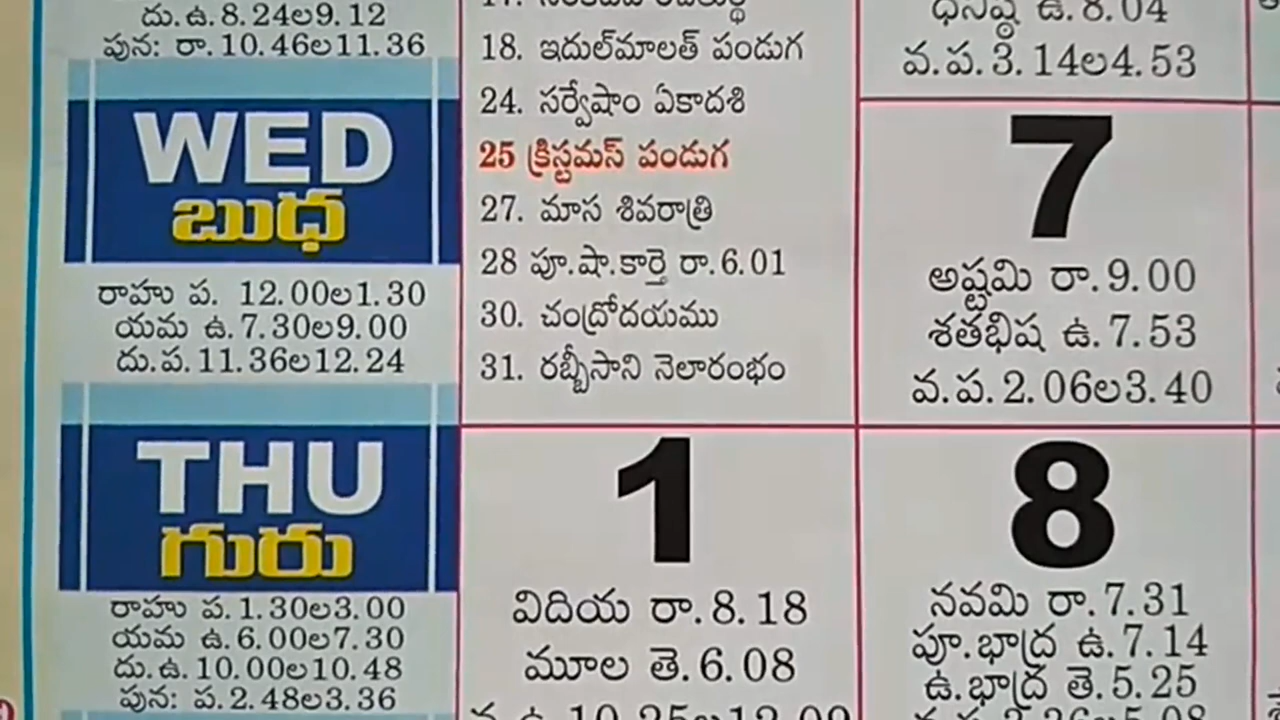 దు.ఉ.8.24ల9.12
పున: రా.10.46ల11.36
WED
బుధ
రాహు ప. 12.00ల1.30
యమ ఉ.7.30ల9.00
దు.ప.11.36ల12.24
THU
గురు
రాహు ప.1.30ల3.00
యమ ఉ.6.00ల7.30
దు.ఉ.10.00ల10.48
పున: ప.2.48ల3.36
18. ఇదుల్‌మాలత్ పండుగ
24. సర్వేషాం ఏకాదశి
25 క్రిస్టమస్ పండుగ
27. మాస శివరాత్రి
28 పూ.షా.కార్తె రా.6.01
30. చంద్రోదయము
31. రబ్బీసాని నెలారంభం
1
విదియ రా.8.18
మూల తె.6.08
ధనిష్ఠ ఉ.8.04
వ.ప.3.14ల4.53
7
అష్టమి రా.9.00
శతభిష ఉ.7.53
వ.ప.2.06ల3.40
8
నవమి రా.7.31
పూ.భాద్ర ఉ.7.14
ఉ.భాద్ర తె.5.25